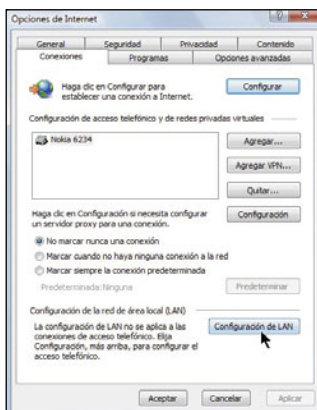 Opciones de Internet
General Seguridad Privacidad Contenido
Conexiones Programas Opciones avanzadas
Haga clic en Configurar para
establecer una conexión a Internet.
Configurar
Configuración de acceso telefónico y de redes privadas
virtuales
Nokia 6234
Agregar...
Agregar VPN...
Quitar...
Haga clic en Configuración si necesita configurar
un servidor proxy para una conexión.
Configuración
No marcar nunca una conexión
Marcar cuando no haya ninguna conexión a la red
Marcar siempre la conexión predeterminada
Predeterminada: Ninguna
Predeterminar
Configuración de la red de área local (LAN)
La configuración de LAN no se aplica a las
conexiones de acceso telefónico. Elija
Configuración, más arriba, para configurar el
acceso telefónico.
Configuración de LAN
Aceptar Cancelar Aplicar